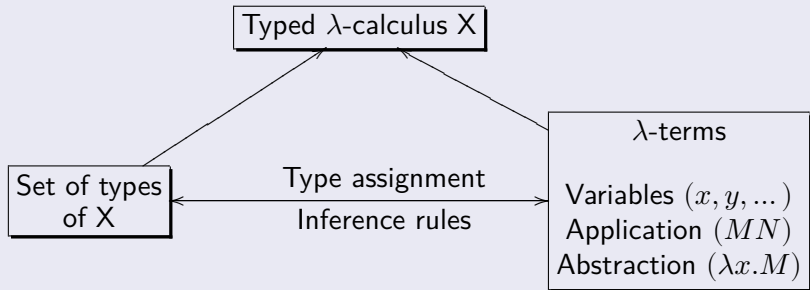 Typed λ-calculus X
Set of types
of X
Type assignment
Inference rules
λ-terms
Variables (x, y, ... )
Application (MN)
Abstraction (λx.M)